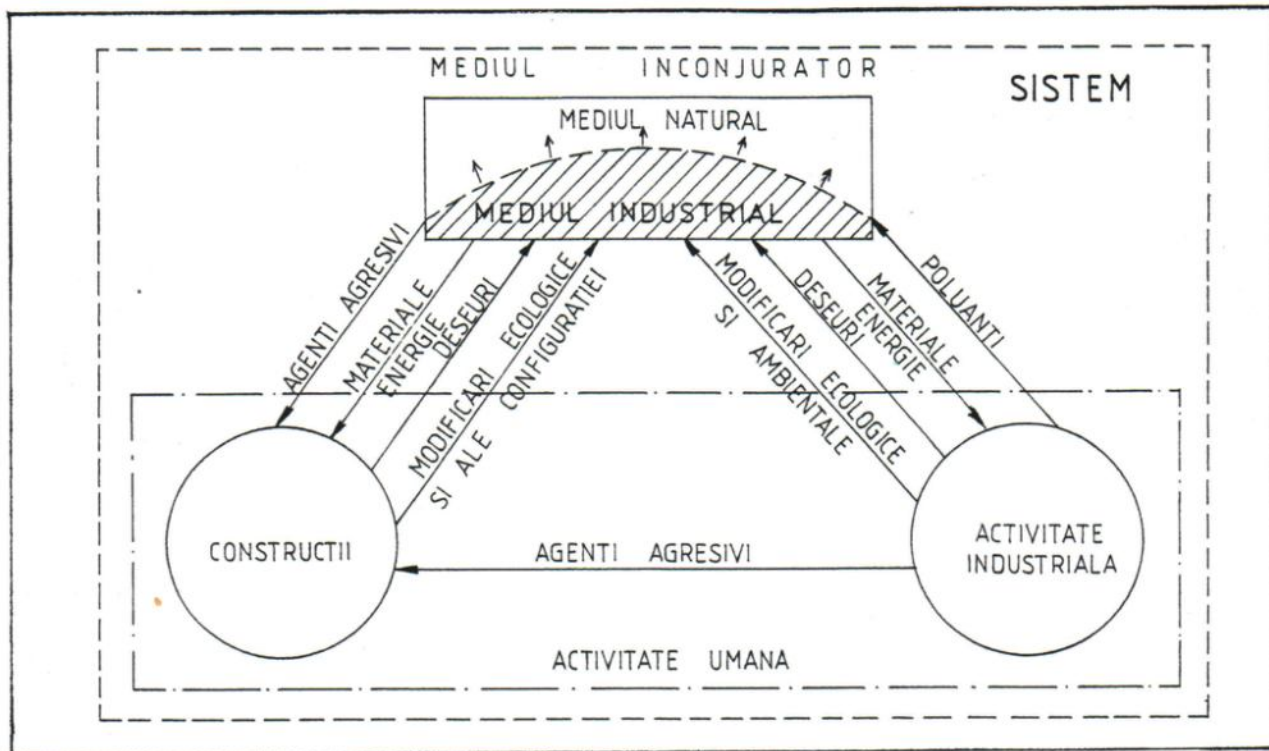 MEDIUL INCONJURATOR
SISTEM
MEDIUL NATURAL
MEDIUL INDUSTRIAL
AGENTI AGRESIVI
MATERIALE
ENERGIE
DESEURI
MODIFICARI ECOLOGICE
SI ALE CONFIGURATIEI
MODIFICARI ECOLOGICE
SI AMBIENTALE
DESEURI
MATERIALE
ENERGIE
POLUANTI
CONSTRUCTII
AGENTI AGRESIVI
ACTIVITATE
INDUSTRIALA
ACTIVITATE UMANA